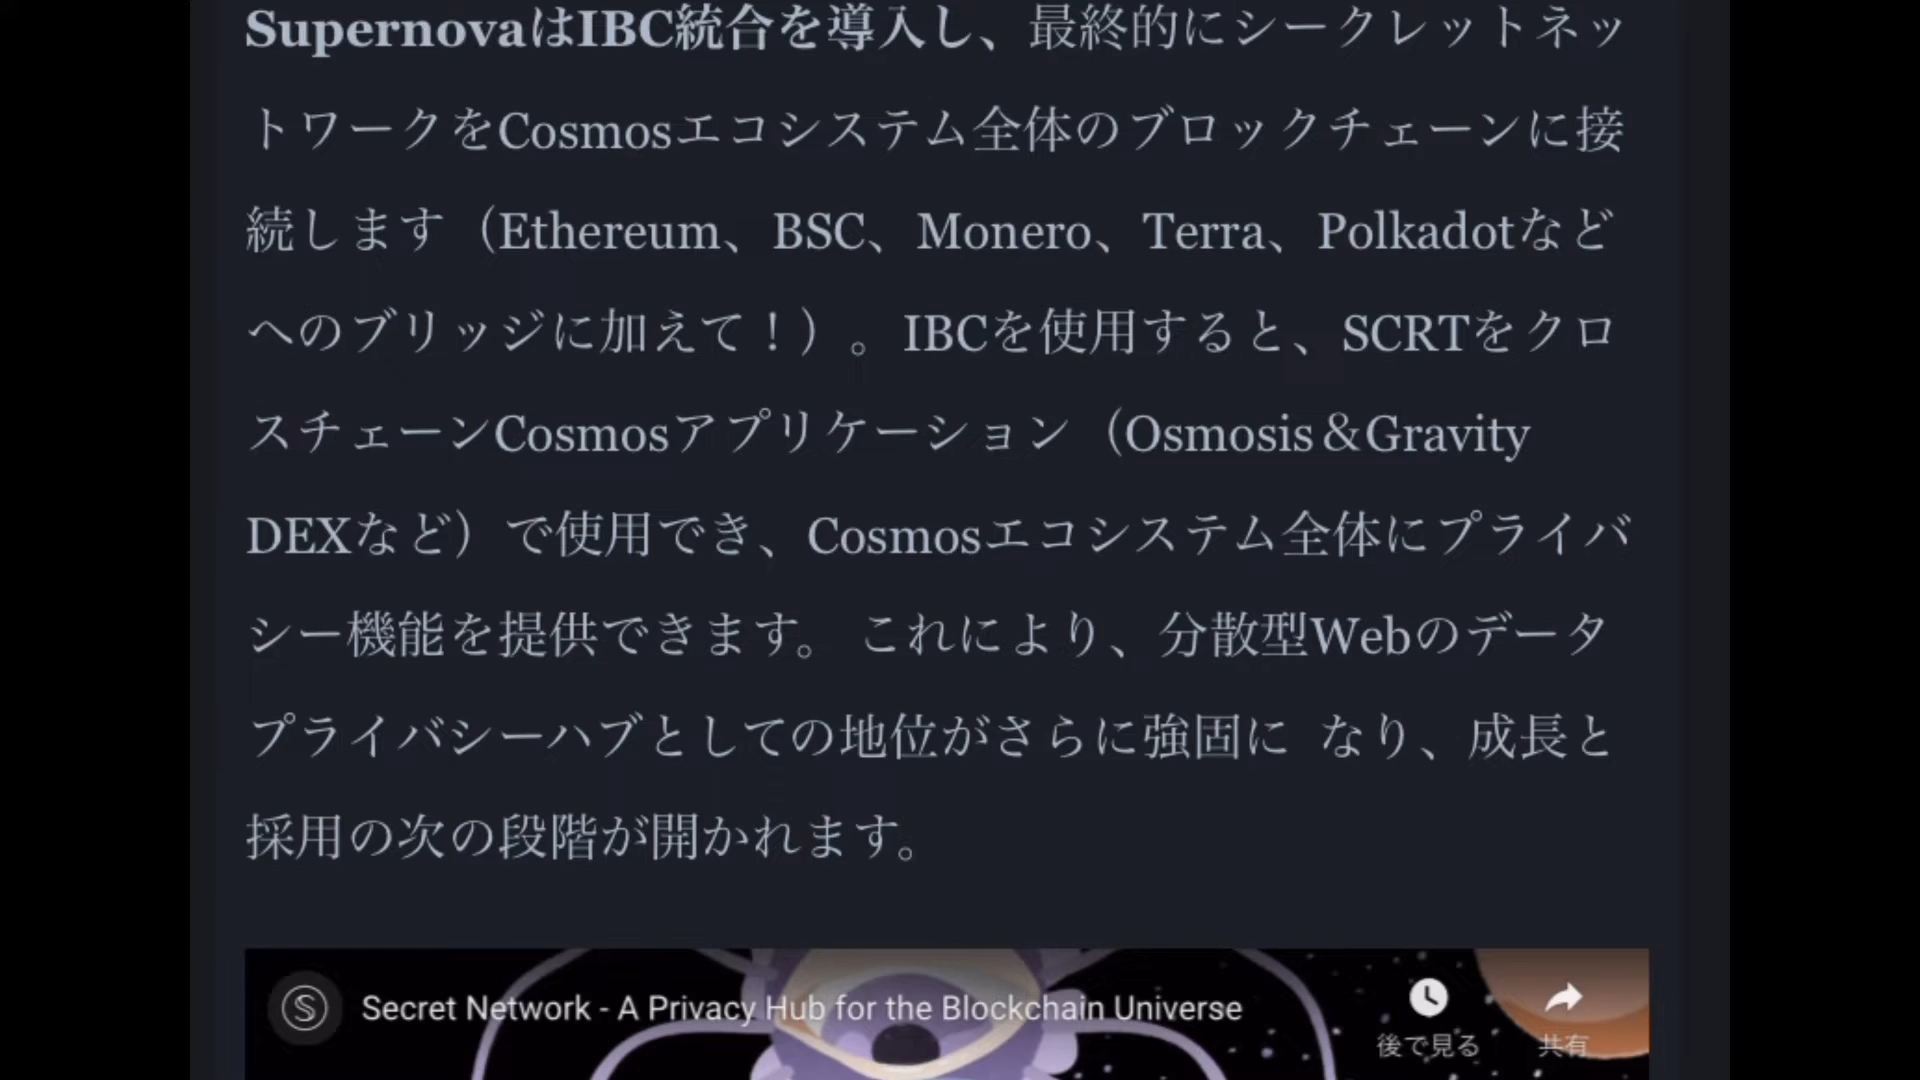 SupernovaはIBC統合を導入し、最終的にシークレットネッ
トワークをCosmosエコシステム全体のブロックチェーンに接
続します（Ethereum、BSC、Monero、Terra、Polkadotなど
へのブリッジに加えて！）。IBCを使用すると、SCRTをクロ
スチェーンCosmosアプリケーション（Osmosis＆Gravity
DEXなど）で使用でき、Cosmosエコシステム全体にプライバ
シー機能を提供できます。 これにより、分散型Webのデータ
プライバシーハブとしての地位がさらに強固に なり、成長と
採用の次の段階が開かれます。
Secret Network - A Privacy Hub for the Blockchain Universe
後で見る
共有